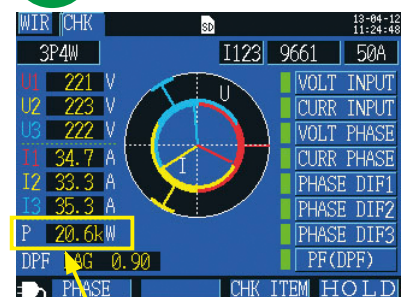 WIR CHK SD 13-04-12
11:24:48
3P4W I123 9661 50A
U1 221 V
U2 223 V
U3 222 V
I1 34.7 A
I2 33.3 A
I3 35.3 A
P 20.6kW
DPF LAG 0.90
U
I
VOLT INPUT
CURR INPUT
VOLT PHASE
CURR PHASE
PHASE DIF1
PHASE DIF2
PHASE DIF3
PF(DPF)
PHASE CHK ITEM HOLD